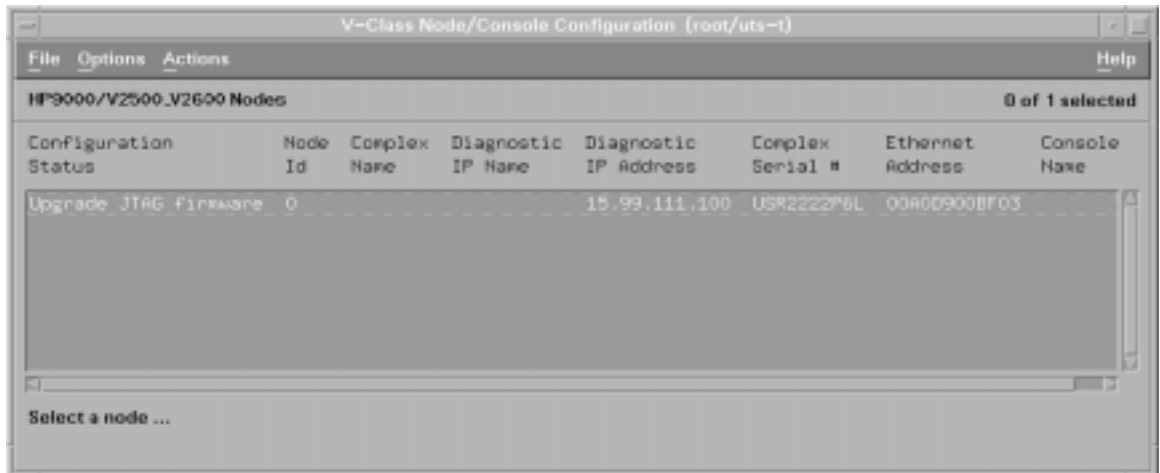 V-Class Node/Console Configuration (root/uts-t)
File Options Actions Help
HP9000/V2500_V2600 Nodes 0 of 1 selected
Configuration Node Complex Diagnostic Diagnostic Complex Ethernet Console
Status Id Name IP Name IP Address Serial # Address Name
Upgrade JTAG firmware 0 15.99.111.100 USR2222P6L 00A0D900BF03
Select a node ...